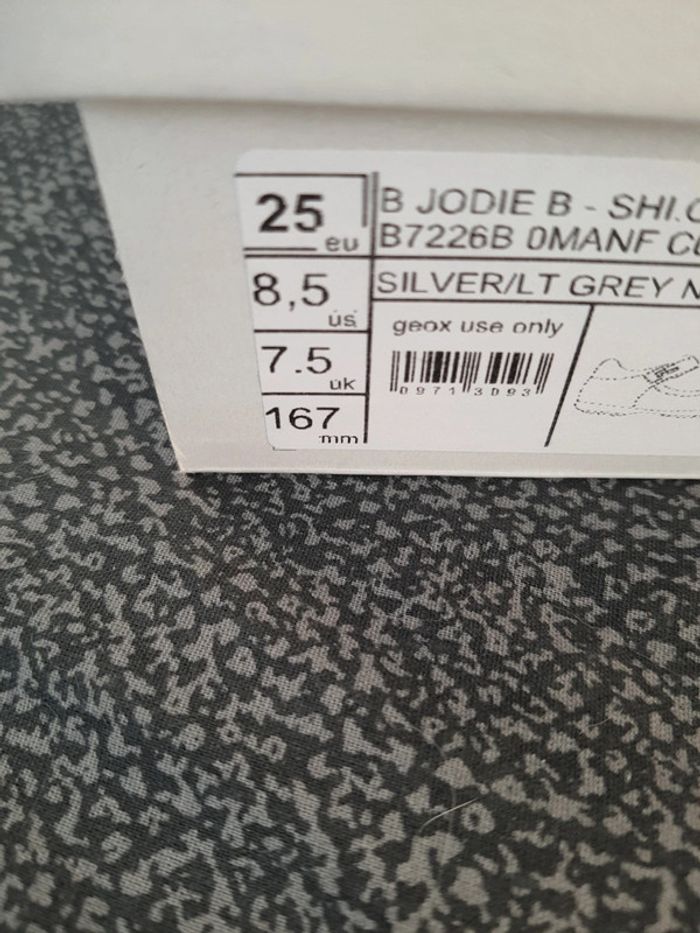 25 eu
8,5 us
7.5 uk
167 mm
B JODIE B - SHI.
B7226B 0MANF
SILVER/LT GREY
geox use only
09713D93